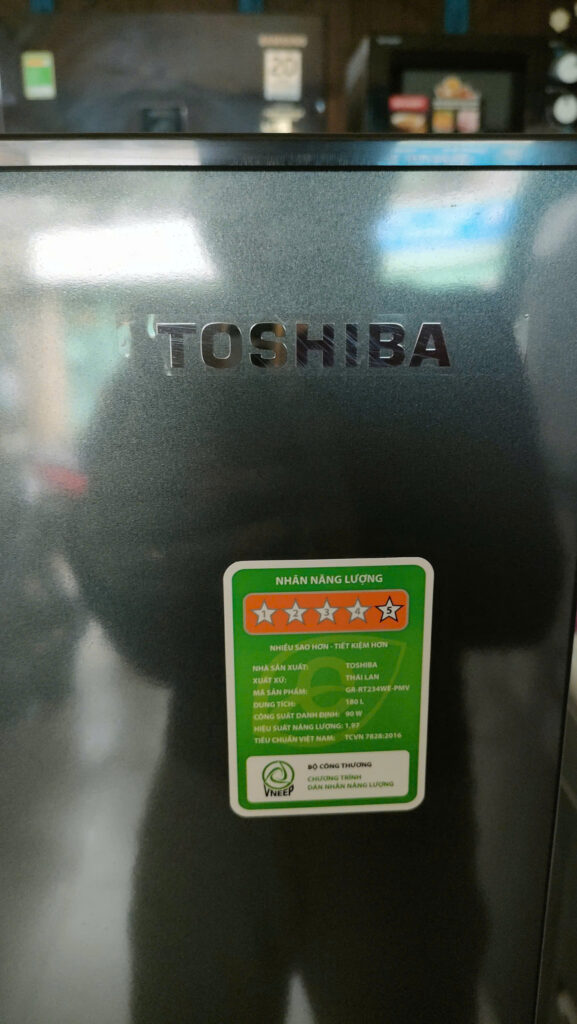 20
TOSHIBA
NHÃN NĂNG LƯỢNG
1 2 3 4 5
NHIỀU SAO HƠN - TIẾT KIỆM HƠN
NHÀ SẢN XUẤT: TOSHIBA
XUẤT XỨ: THÁI LAN
MÃ SẢN PHẨM: GR-RT234WE-PMV
DUNG TÍCH: 180 L
CÔNG SUẤT DANH ĐỊNH: 90 W
HIỆU SUẤT NĂNG LƯỢNG: 1,97
TIÊU CHUẨN VIỆT NAM: TCVN 7828:2016
BỘ CÔNG THƯƠNG
CHƯƠNG TRÌNH
DÁN NHÃN NĂNG LƯỢNG
VNEEP